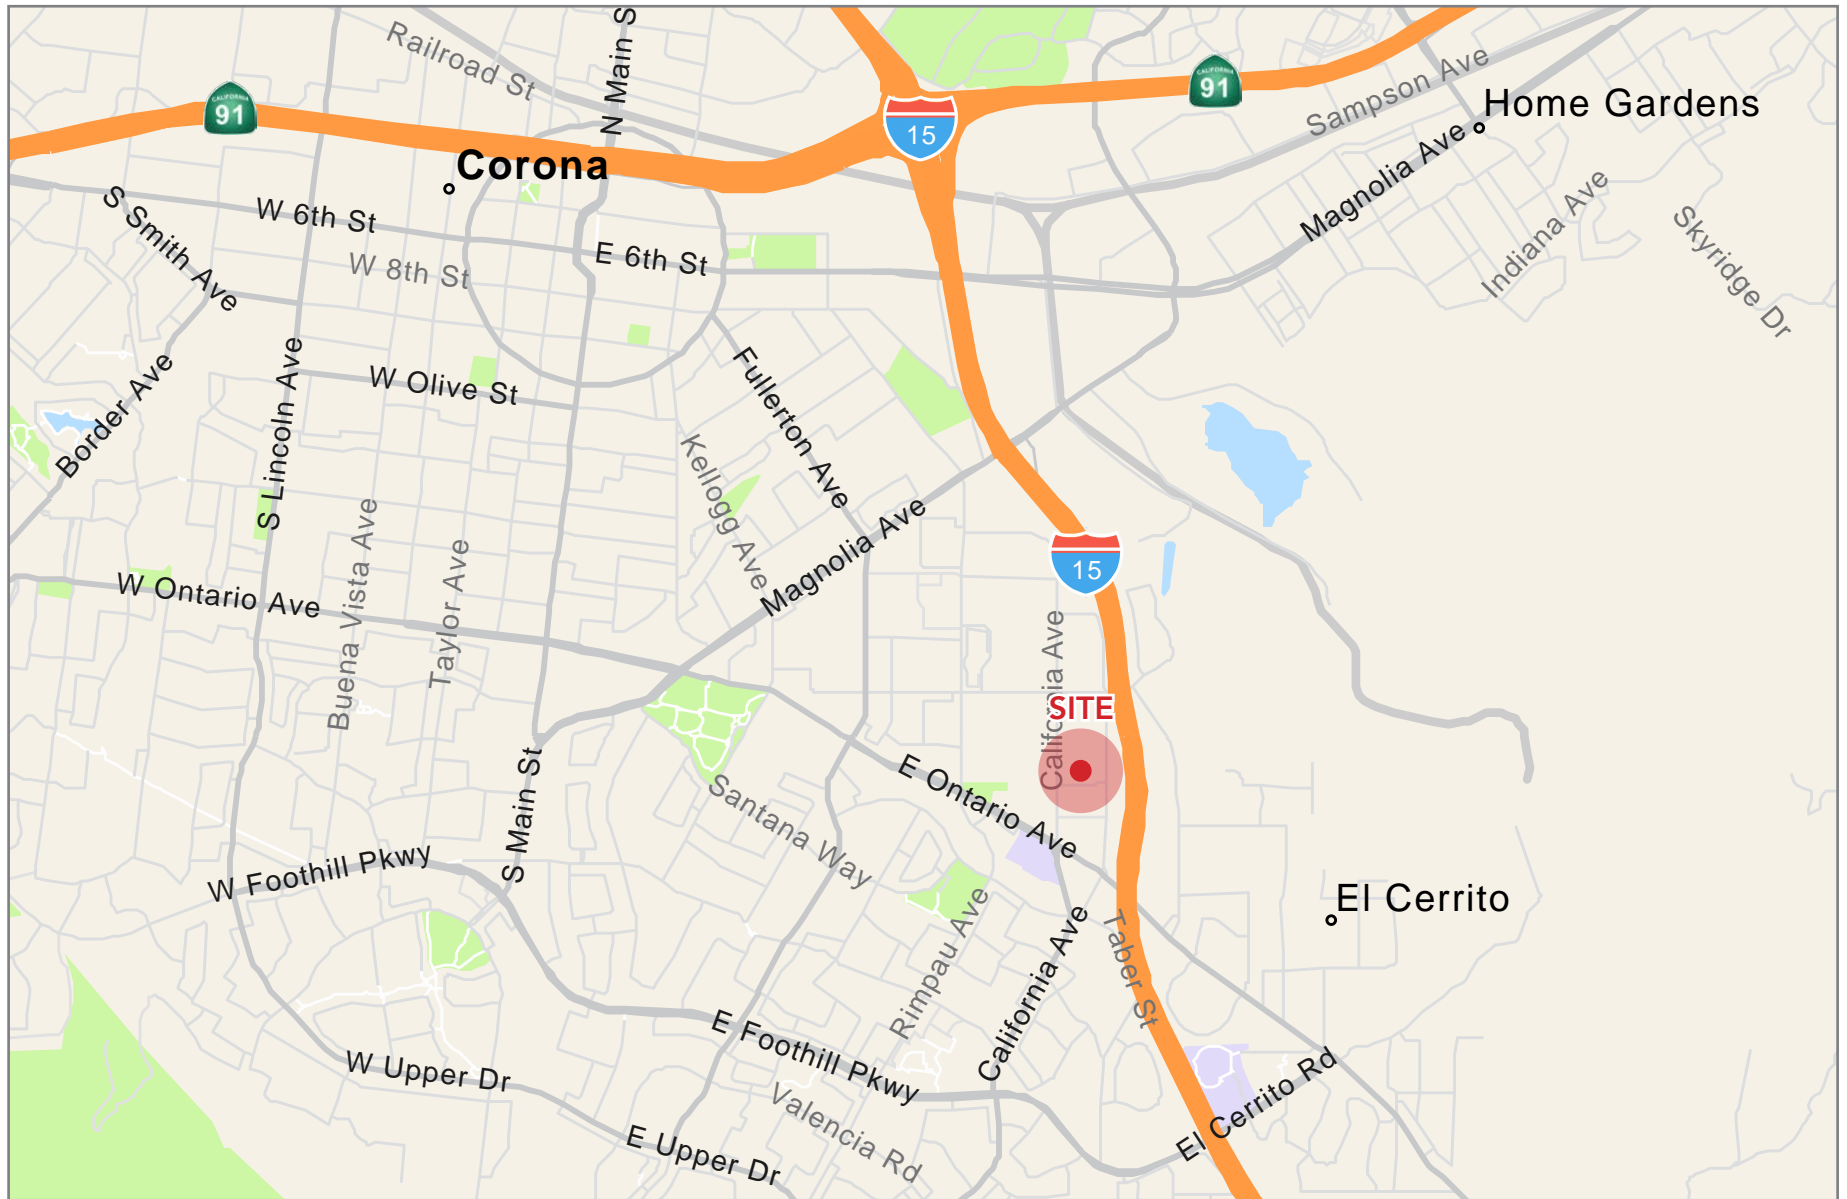 Railroad St
N Main S
CALIFORNIA
91
15
CALIFORNIA
91
Sampson Ave
Home Gardens
Corona
Magnolia Ave
Indiana Ave
Skyridge Dr
S Smith Ave
W 6th St
E 6th St
W 8th St
Border Ave
S Lincoln Ave
W Olive St
Fullerton Ave
Kellogg Ave
Magnolia Ave
15
W Ontario Ave
Buena Vista Ave
Taylor Ave
California Ave
SITE
E Ontario Ave
Santana Way
S Main St
W Foothill Pkwy
El Cerrito
Rimpau Ave
California Ave
Taber St
E Foothill Pkwy
W Upper Dr
Valencia Rd
El Cerrito Rd
E Upper Dr